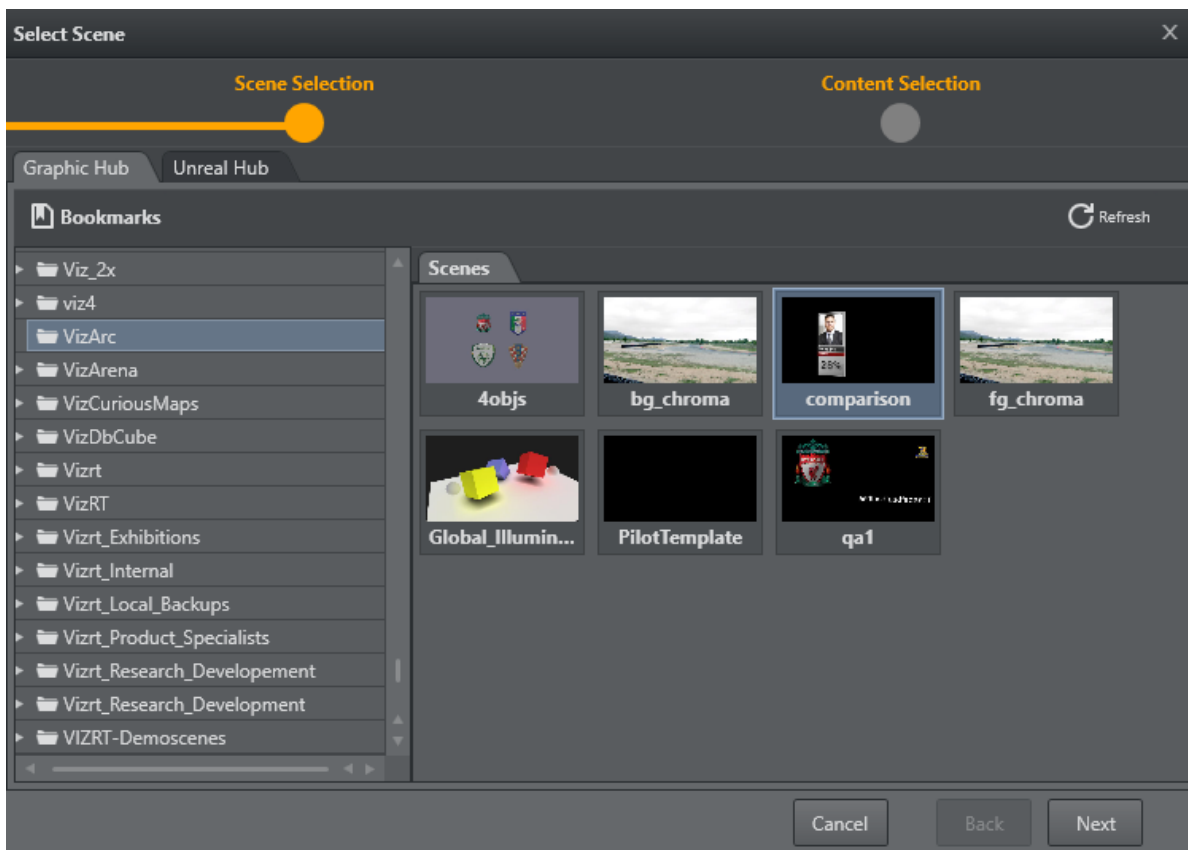 Select Scene
Scene Selection
Content Selection
Graphic Hub
Unreal Hub
Bookmarks
Refresh
Viz_2x
viz4
VizArc
VizArena
VizCuriousMaps
VizDbCube
Vizrt
VizRT
Vizrt_Exhibitions
Vizrt_Internal
Vizrt_Local_Backups
Vizrt_Product_Specialists
Vizrt_Research_Developement
Vizrt_Research_Development
VIZRT-Demoscenes
Scenes
4objs
bg_chroma
28%
comparison
fg_chroma
Global_Illumin...
PilotTemplate
qa1
Cancel
Back
Next